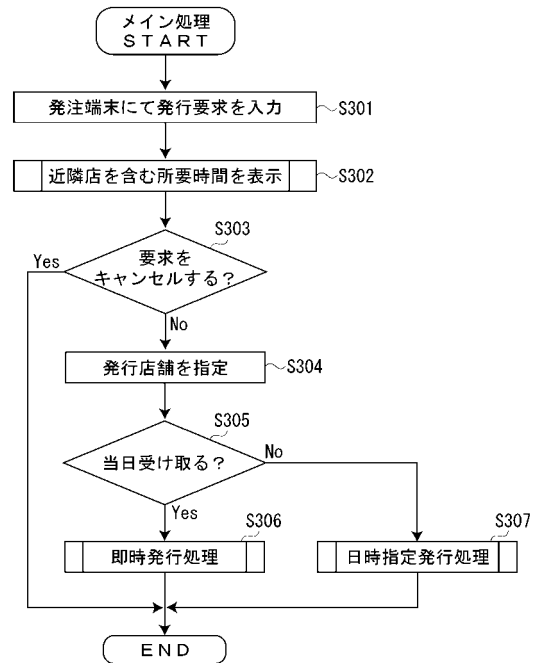 メイン処理
START
発注端末にて発行要求を入力
S301
近隣店を含む所要時間を表示
S302
S303
要求を
キャンセルする？
Yes
No
発行店舗を指定
S304
S305
当日受け取る？
No
Yes
S306
即時発行処理
S307
日時指定発行処理
END